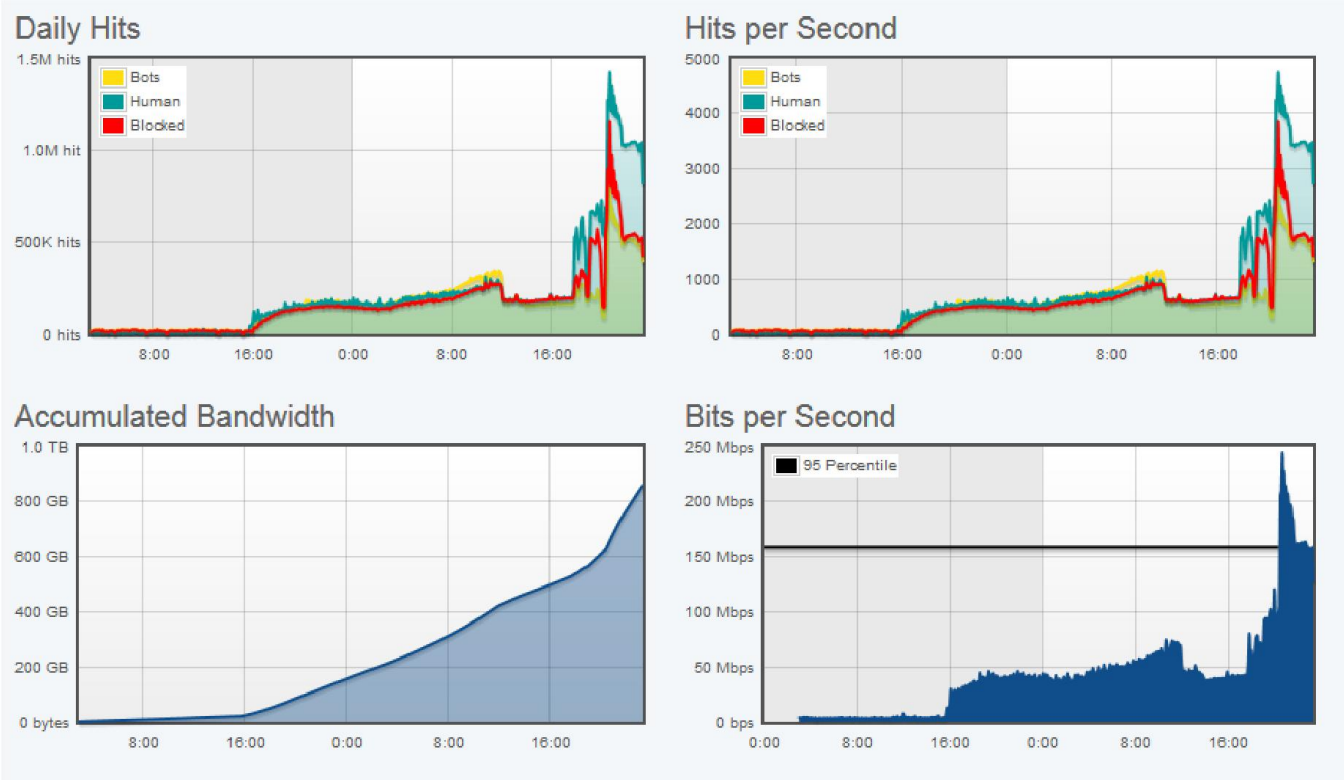 Daily Hits
1.5M hits
1.0M hit
500K hits
0 hits
Bots
Human
Blocked
8:00 16:00 0:00 8:00 16:00
Hits per Second
5000
4000
3000
2000
1000
0
Bots
Human
Blocked
8:00 16:00 0:00 8:00 16:00
Accumulated Bandwidth
1.0 TB
800 GB
600 GB
400 GB
200 GB
0 bytes
8:00 16:00 0:00 8:00 16:00
Bits per Second
250 Mbps
200 Mbps
150 Mbps
100 Mbps
50 Mbps
0 bps
95 Percentile
0:00 8:00 16:00 0:00 8:00 16:00